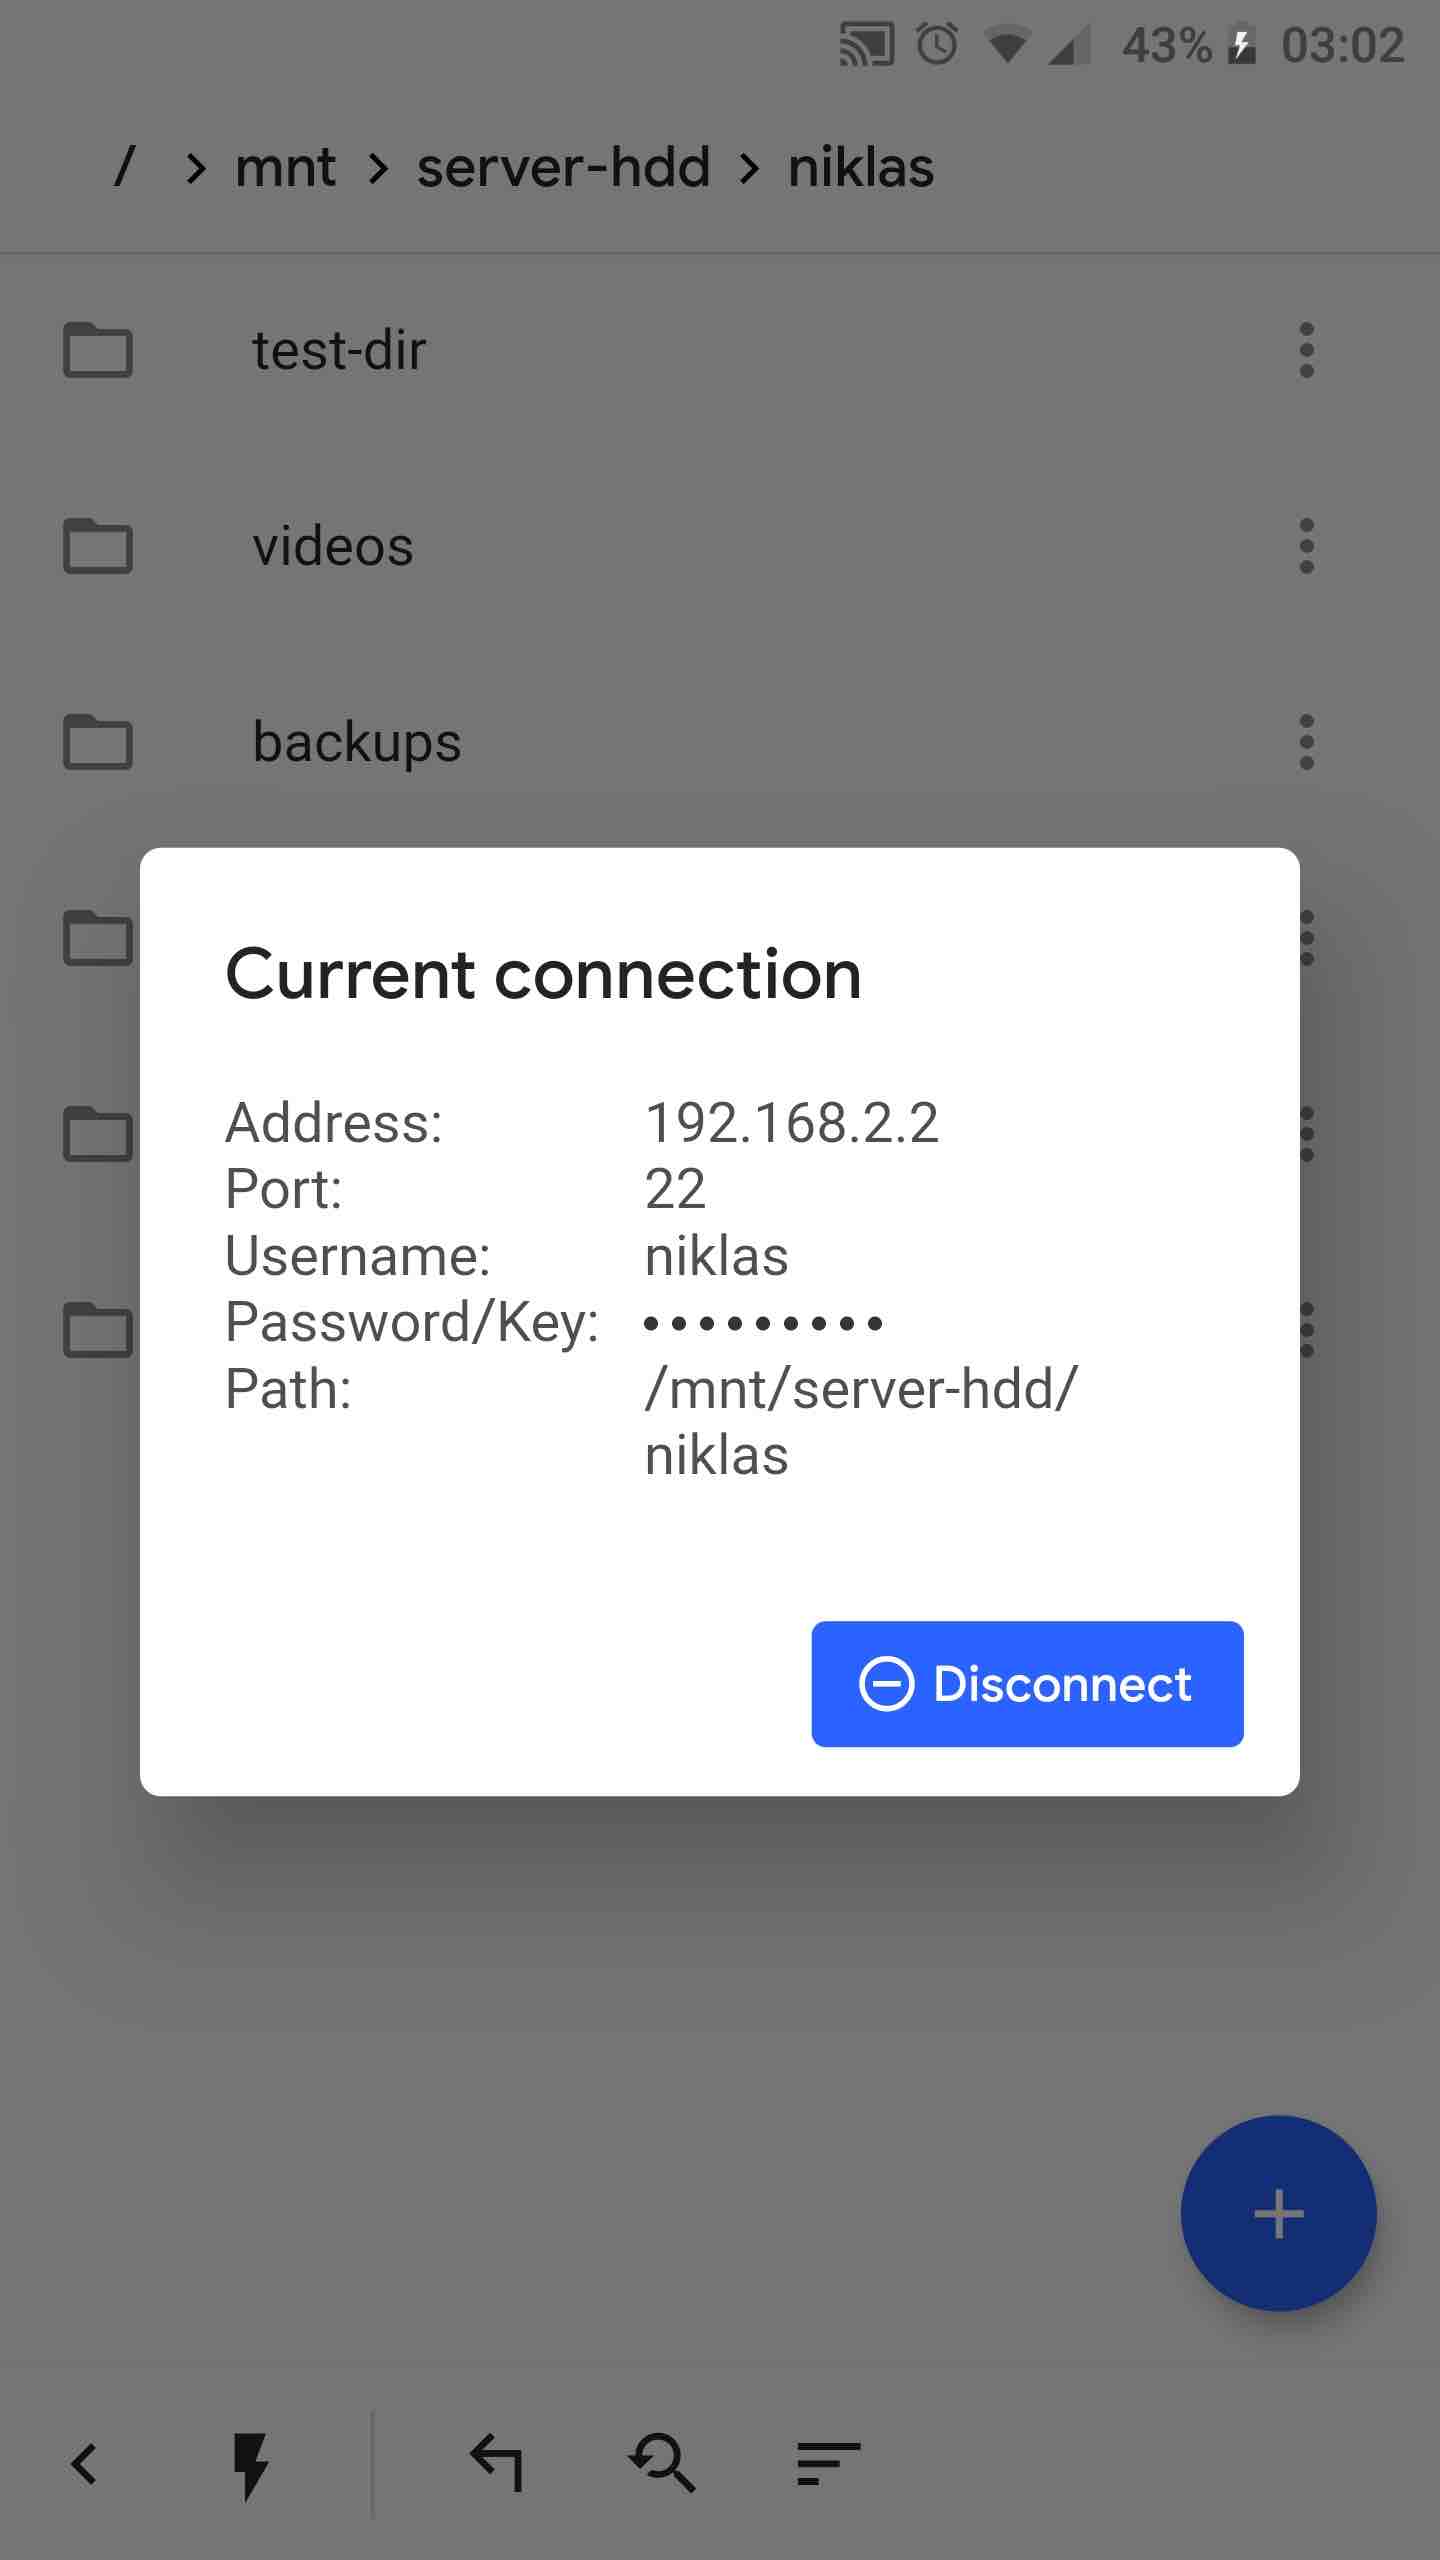 43% 03:02
/ > mnt > server-hdd > niklas
test-dir
videos
backups
Current connection
Address: 192.168.2.2
Port: 22
Username: niklas
Password/Key: •••••••••
Path: /mnt/server-hdd/
niklas
Disconnect